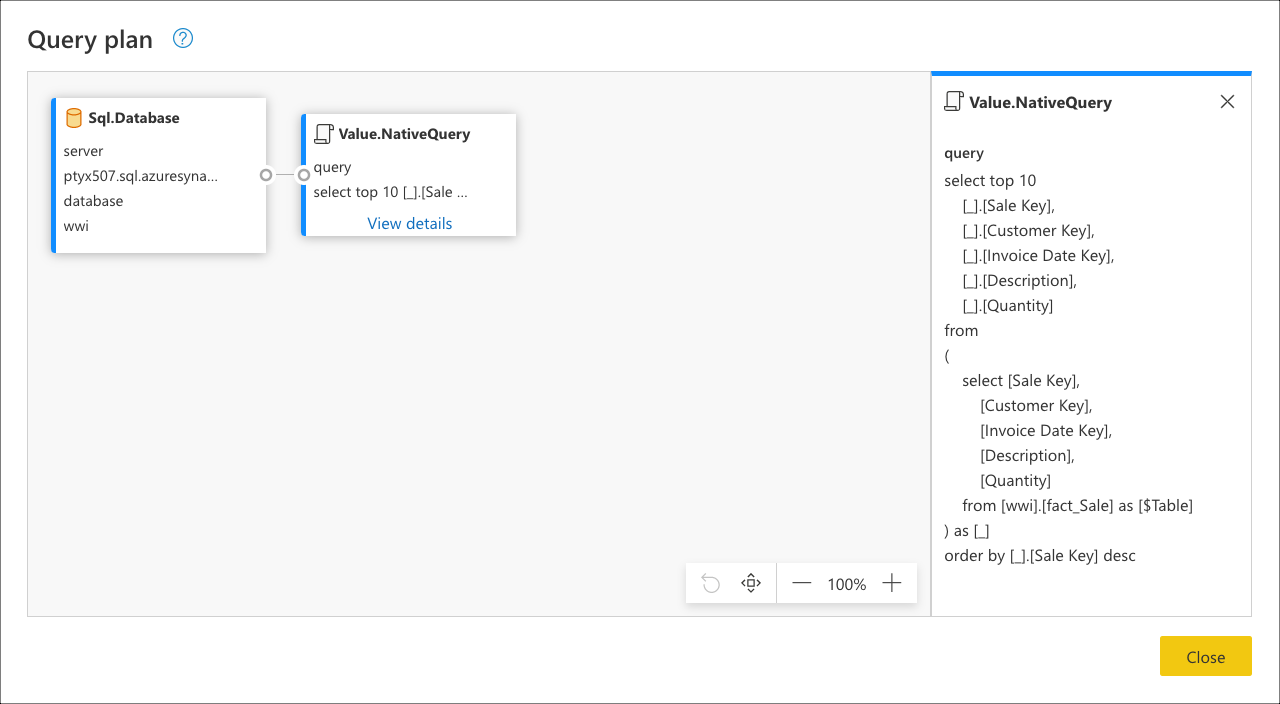 Query plan
Sql.Database
server
ptyx507.sql.azuresyna...
database
wwi
Value.NativeQuery
query
select top 10 [_].[Sale ...
View details
100%
Value.NativeQuery
query
select top 10
[_].[Sale Key],
[_].[Customer Key],
[_].[Invoice Date Key],
[_].[Description],
[_].[Quantity]
from
(
select [Sale Key],
[Customer Key],
[Invoice Date Key],
[Description],
[Quantity]
from [wwi].[fact_Sale] as [$Table]
) as [_]
order by [_].[Sale Key] desc
Close